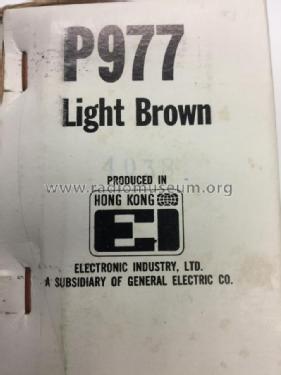 P977
Light Brown
4038
www.radiomuseum.org
PRODUCED IN
HONG KONG
EI
ELECTRONIC INDUSTRY, LTD.
A SUBSIDIARY OF GENERAL ELECTRIC CO.